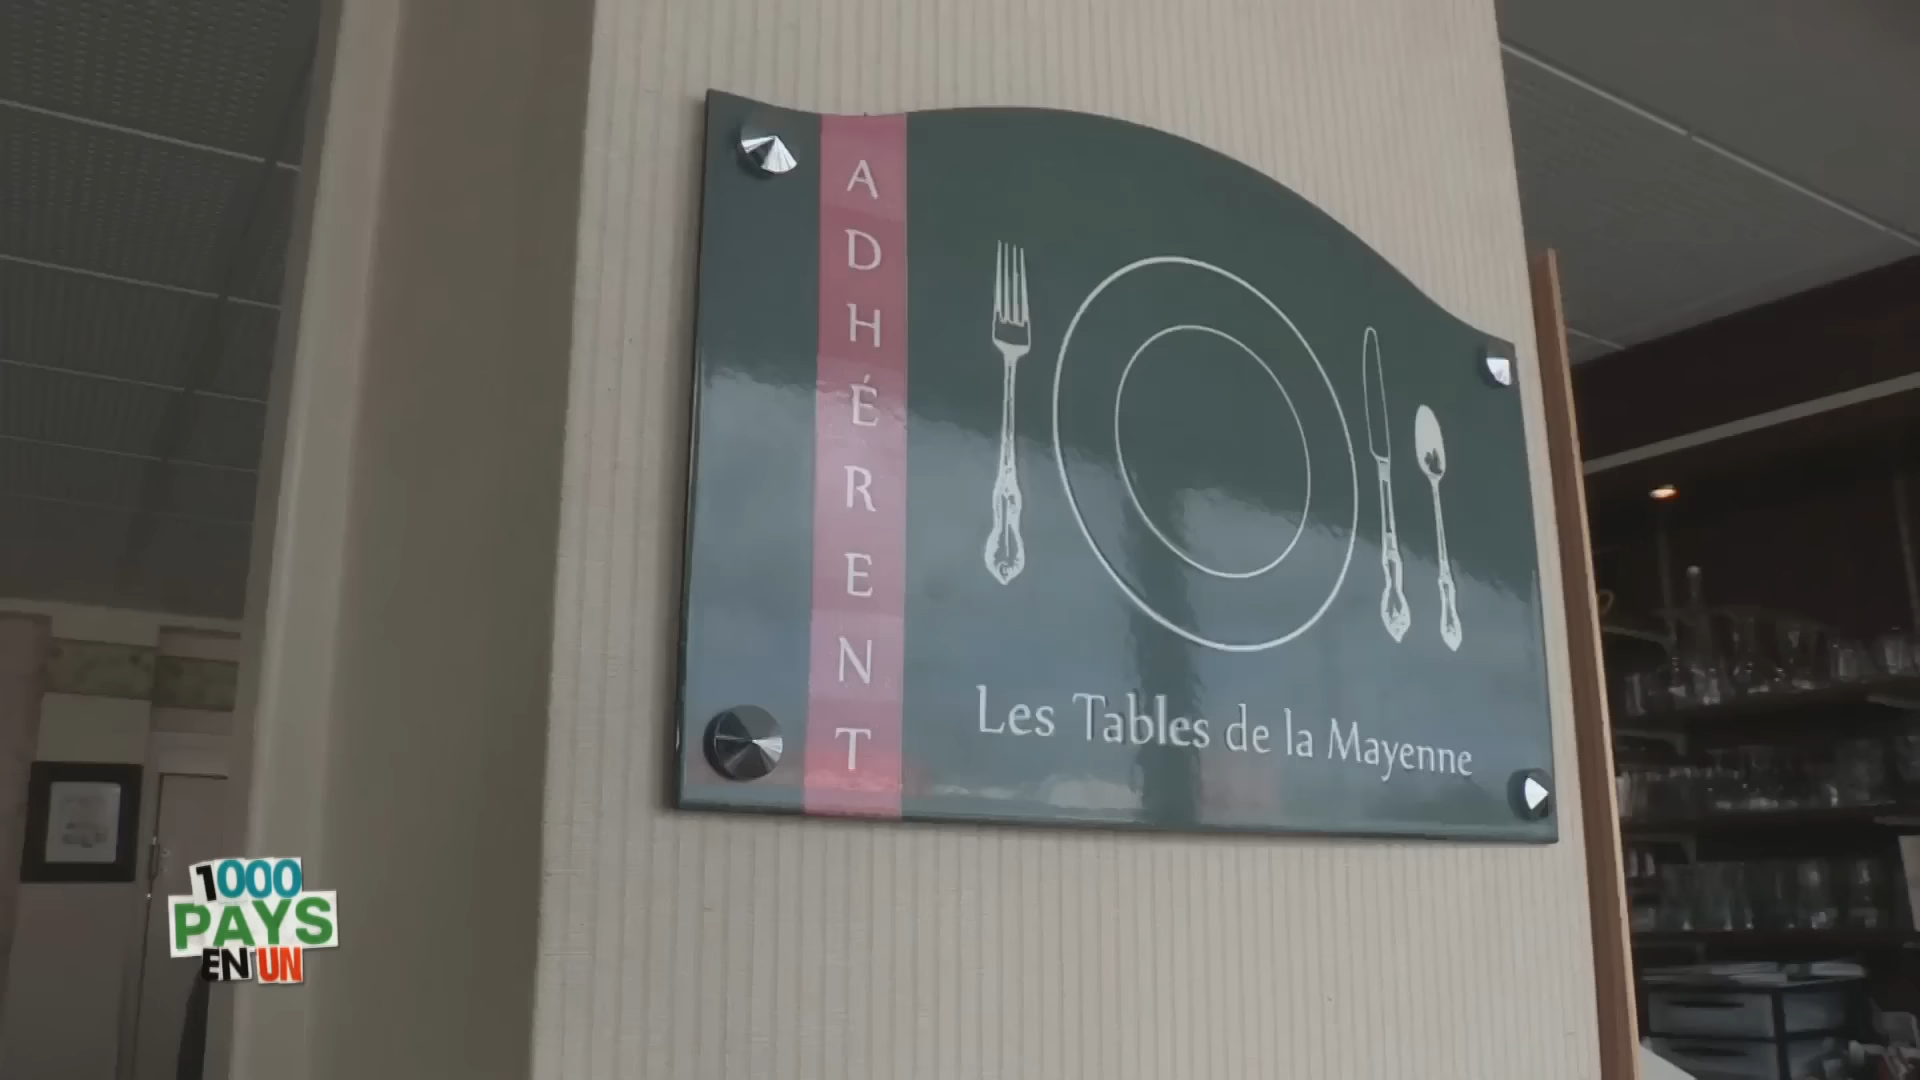 ADHÉRENT
Les Tables de la Mayenne
1000
PAYS
EN UN